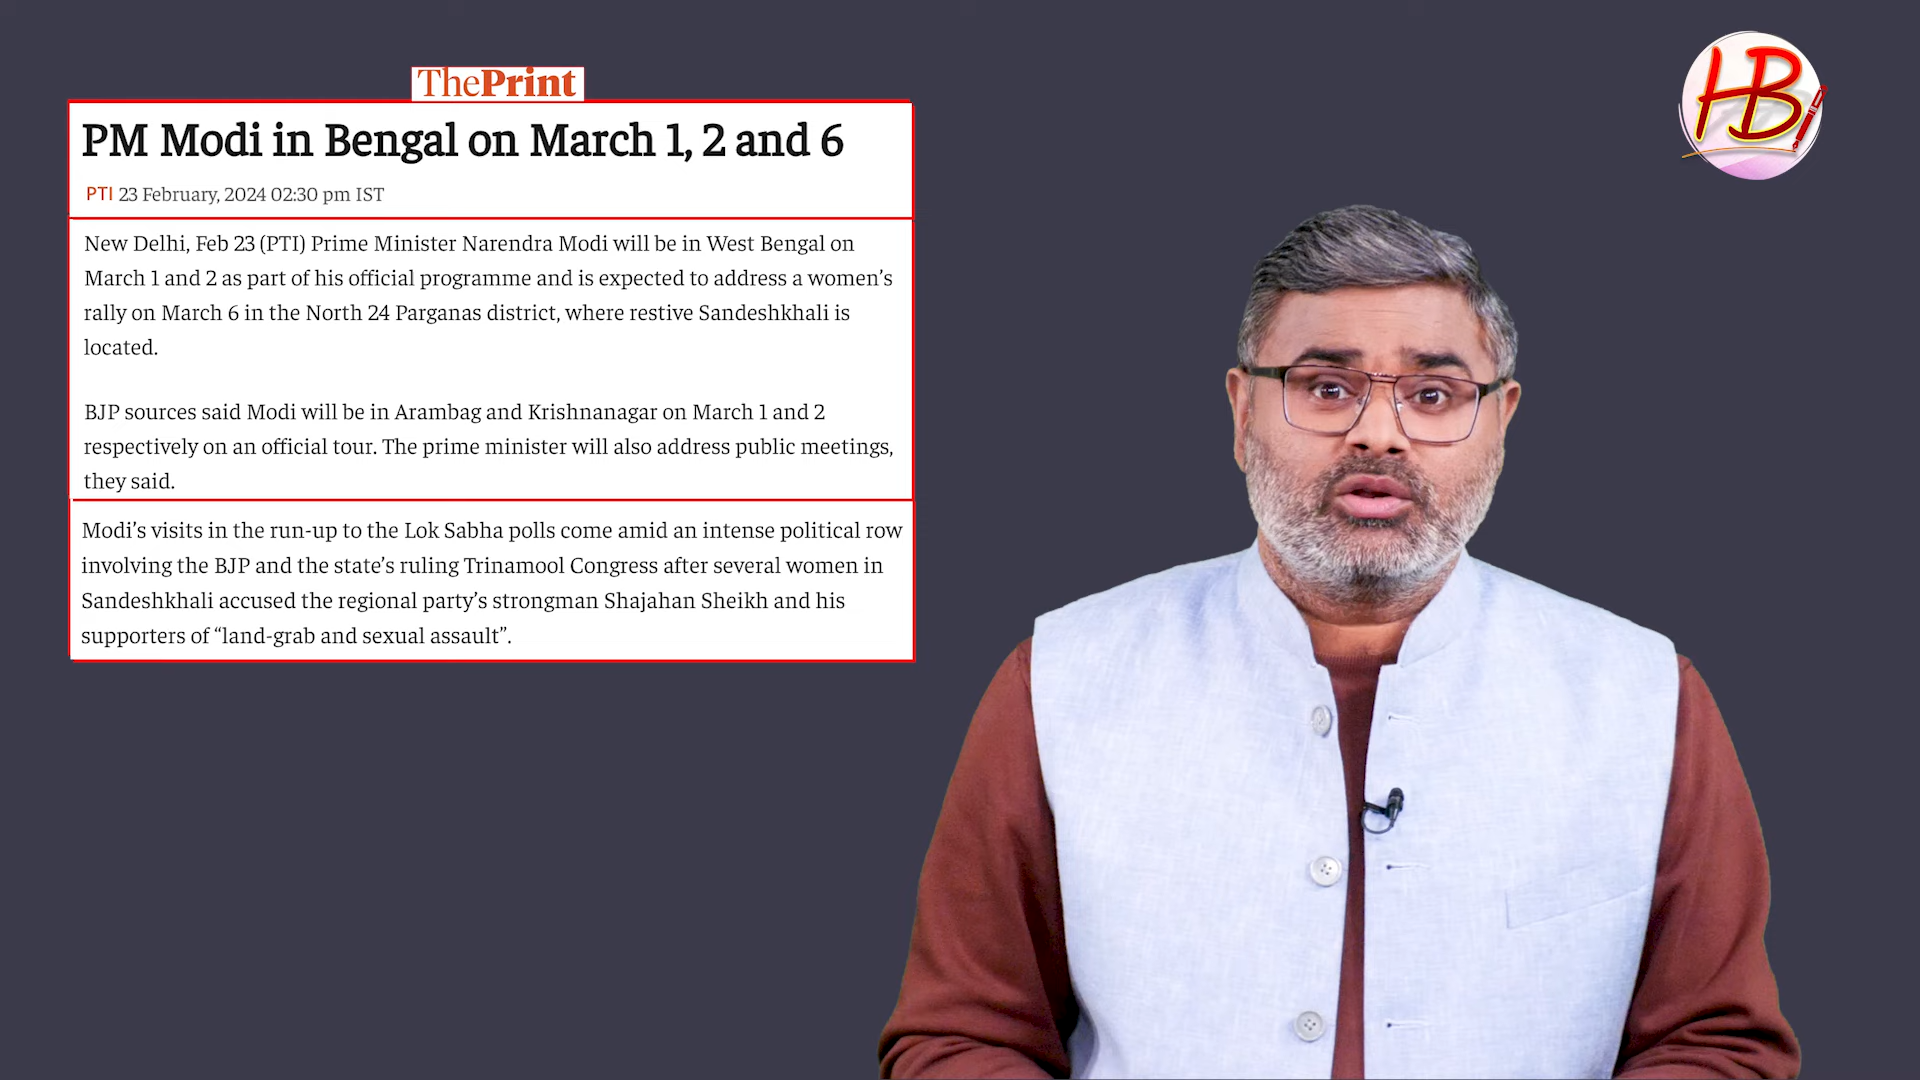 ThePrint
HB
PM Modi in Bengal on March 1, 2 and 6
PTI 23 February, 2024 02:30 pm IST
New Delhi, Feb 23 (PTI) Prime Minister Narendra Modi will be in West Bengal on
March 1 and 2 as part of his official programme and is expected to address a women’s
rally on March 6 in the North 24 Parganas district, where restive Sandeshkhali is
located.
BJP sources said Modi will be in Arambag and Krishnanagar on March 1 and 2
respectively on an official tour. The prime minister will also address public meetings,
they said.
Modi’s visits in the run-up to the Lok Sabha polls come amid an intense political row
involving the BJP and the state’s ruling Trinamool Congress after several women in
Sandeshkhali accused the regional party’s strongman Shajahan Sheikh and his
supporters of “land-grab and sexual assault”.